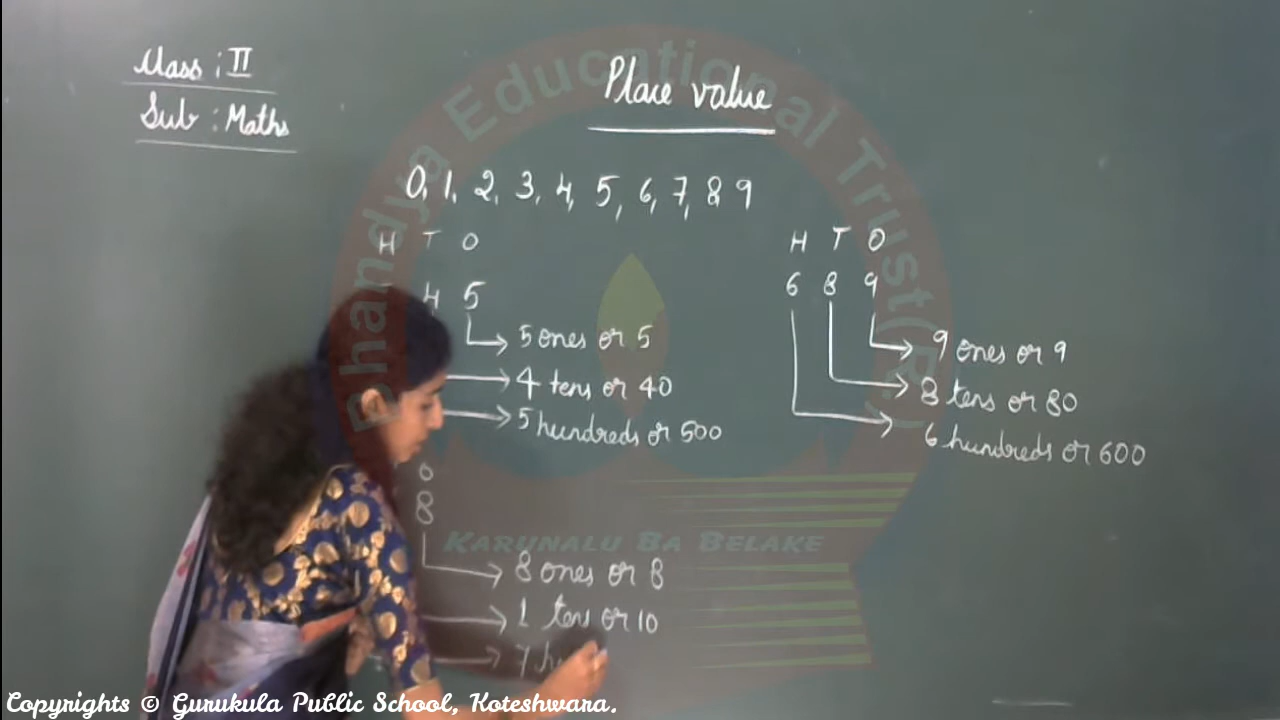 Class : II
Sub : Maths
Place value
0, 1, 2, 3, 4, 5, 6, 7, 8 9
H T O
4 5
5 ones or 5
4 tens or 40
5 hundreds or 500
H T O
6 8 9
9 ones or 9
8 tens or 80
6 hundreds or 600
O
8
8 ones or 8
1 tens or 10
7 hu
Dhandya Educational Trust(R.)
KARUNALU BA BELAKE
Copyrights © Gurukula Public School, Koteshwara.